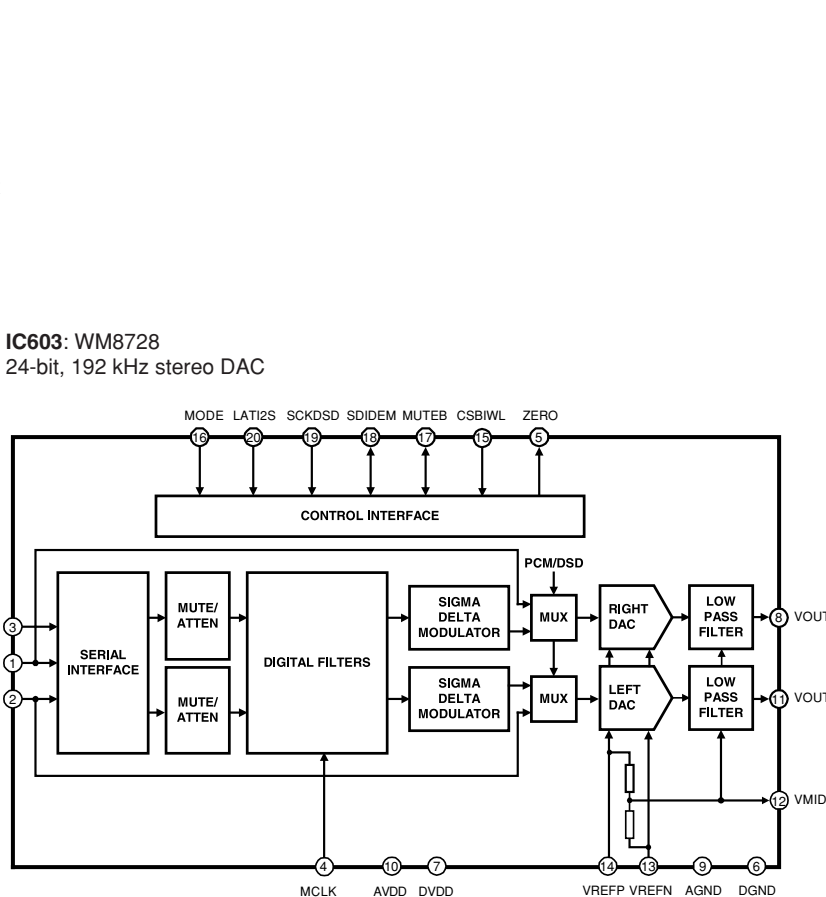 IC603: WM8728
24-bit, 192 kHz stereo DAC
MODE LATI2S SCKDSD SDIDEM MUTEB CSBIWL ZERO
16 20 19 18 17 15 5
CONTROL INTERFACE
PCM/DSD
3
1
2
SERIAL
INTERFACE
MUTE/
ATTEN
MUTE/
ATTEN
DIGITAL FILTERS
SIGMA
DELTA
MODULATOR
SIGMA
DELTA
MODULATOR
MUX
MUX
RIGHT
DAC
LEFT
DAC
LOW
PASS
FILTER
LOW
PASS
FILTER
8 VOUT
11 VOUT
12 VMID
4 10 7 14 13 9 6
MCLK AVDD DVDD VREFP VREFN AGND DGND